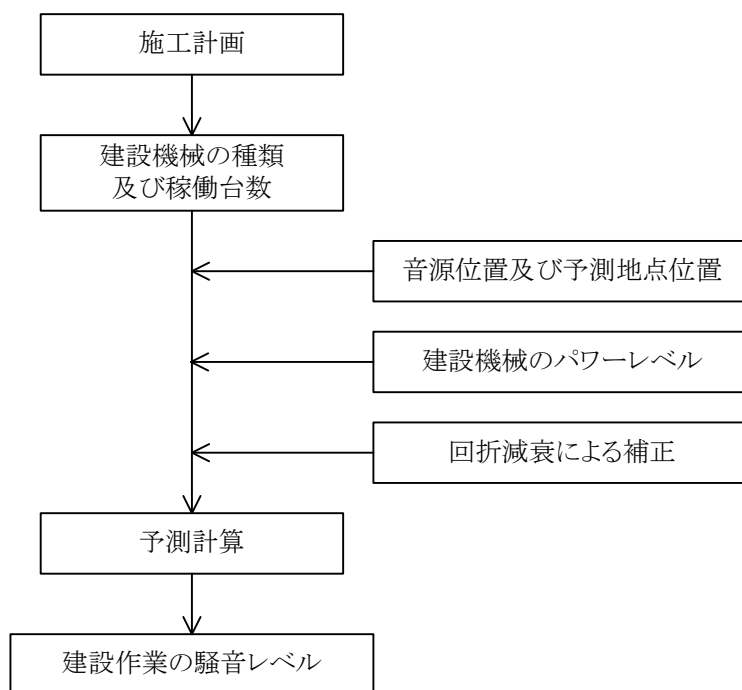 施工計画
建設機械の種類
及び稼働台数
音源位置及び予測地点位置
建設機械のパワーレベル
回折減衰による補正
予測計算
建設作業の騒音レベル